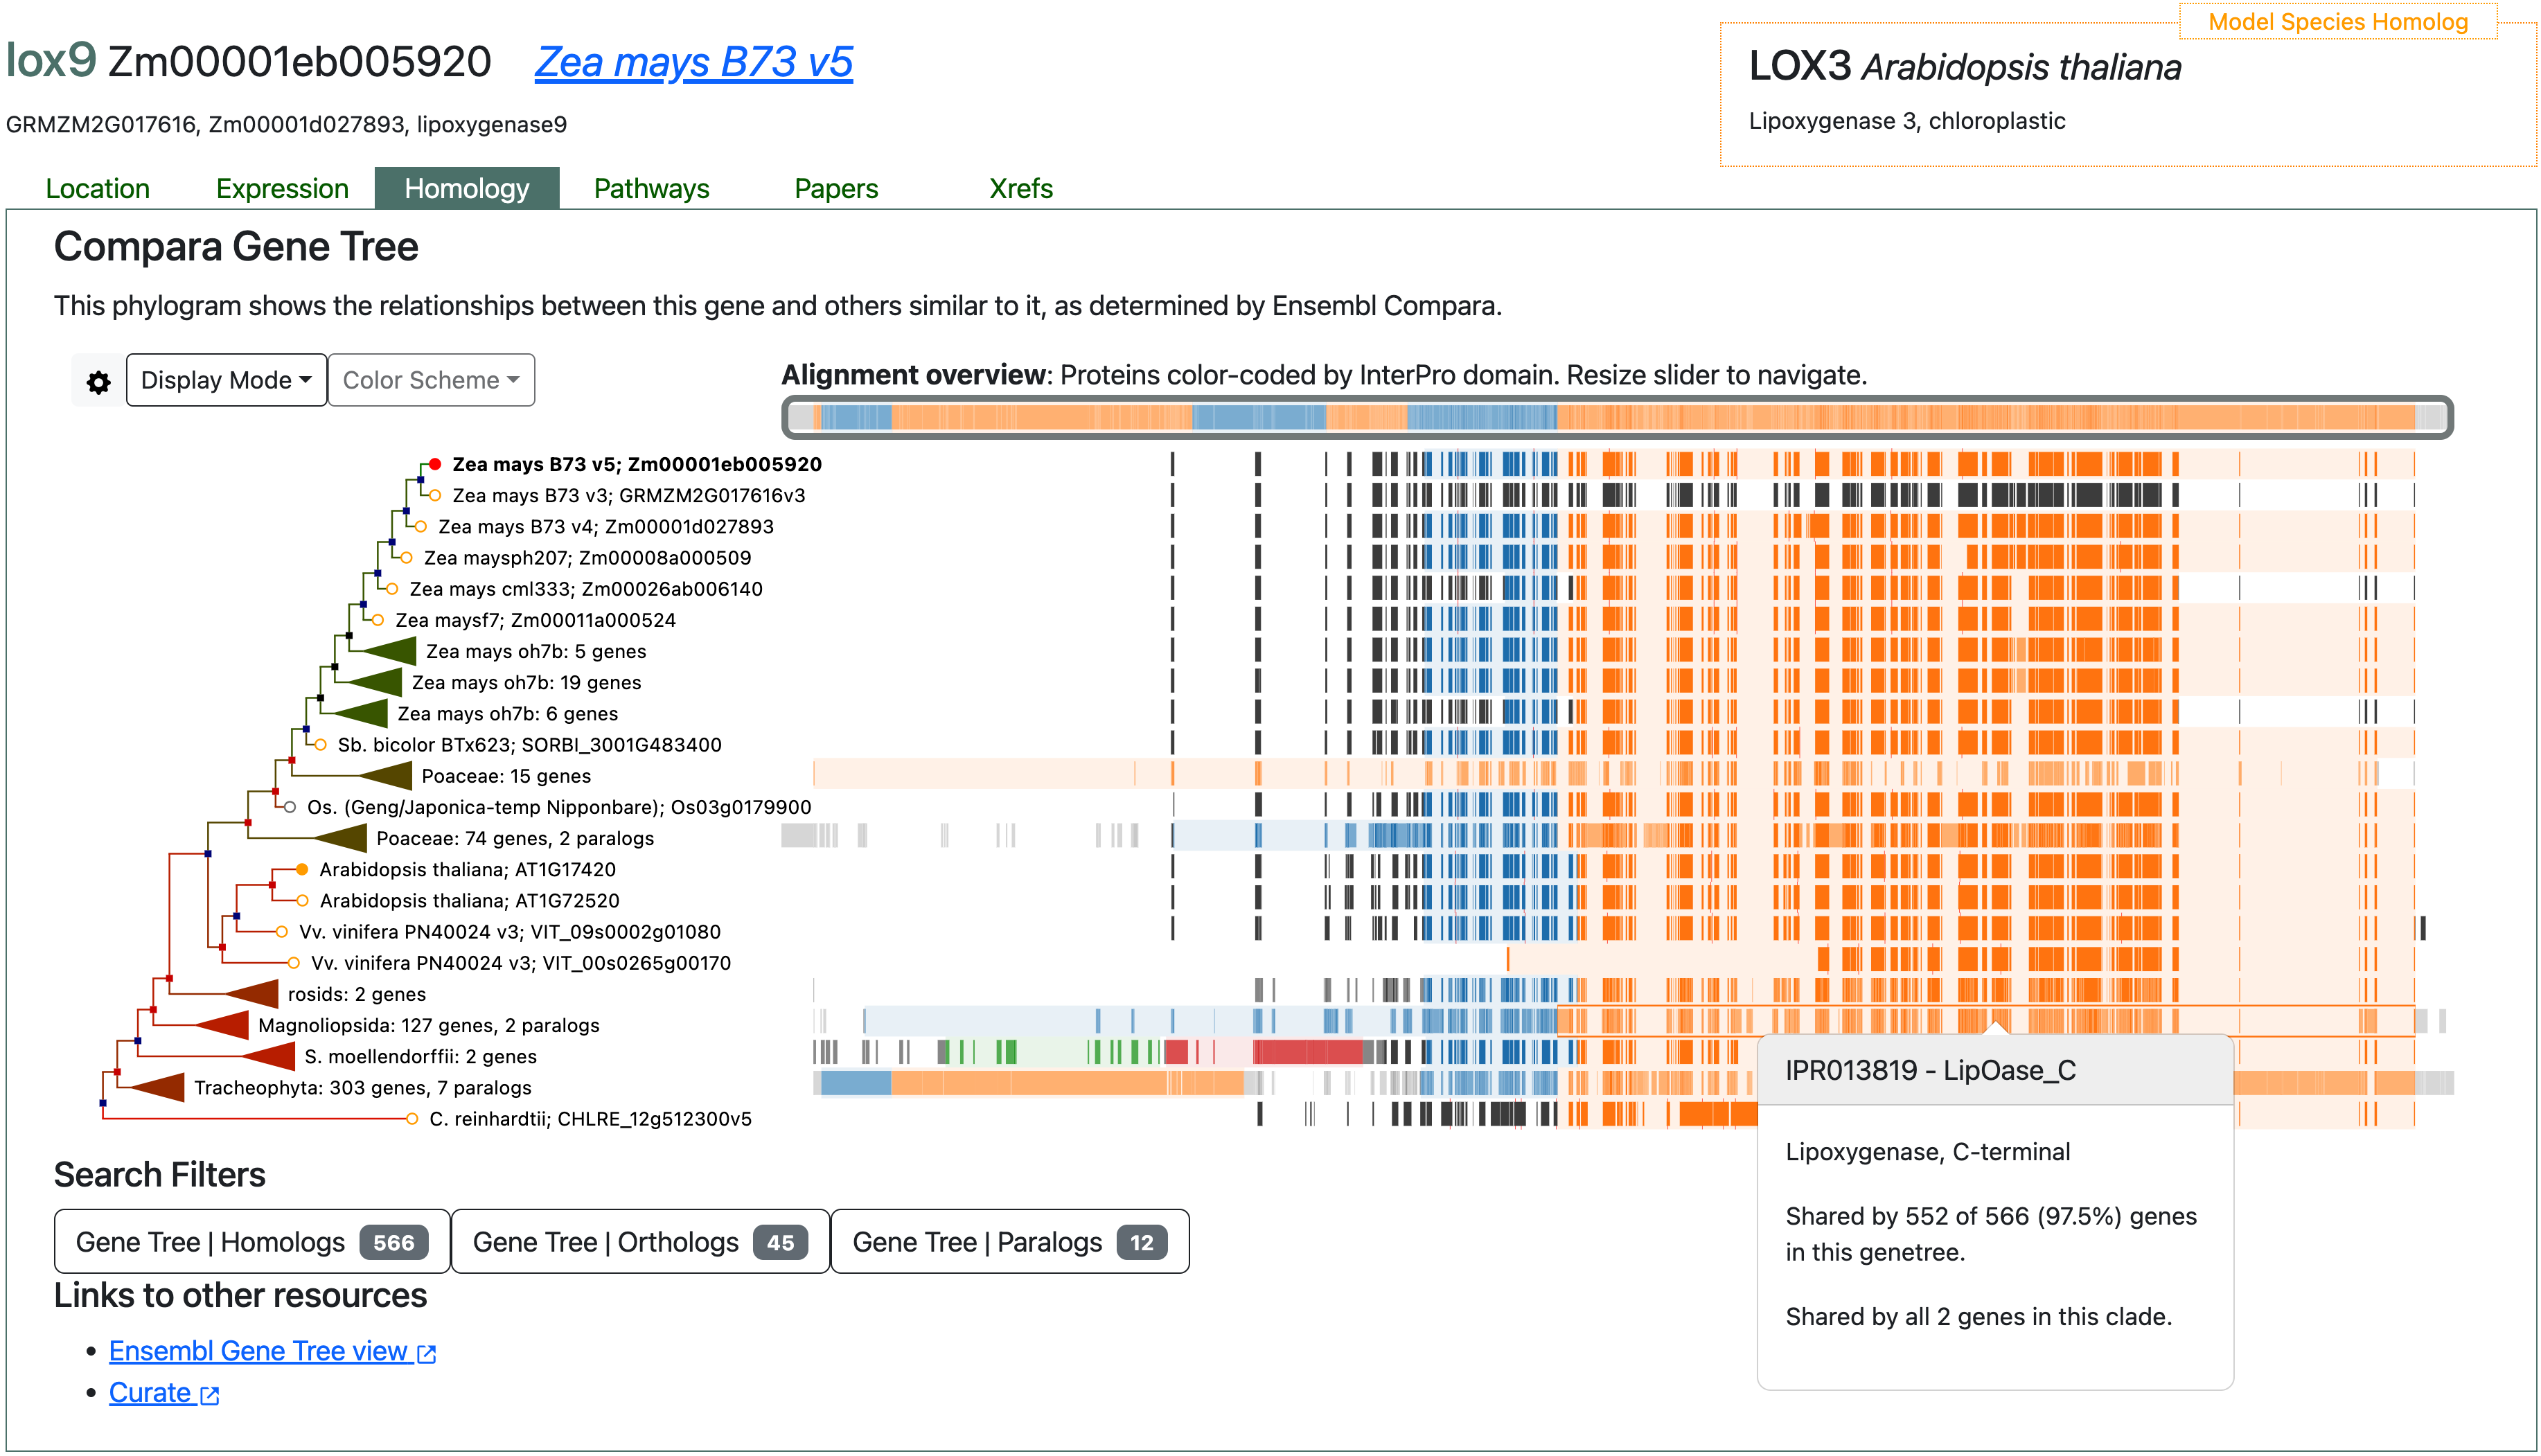 lox9 Zm00001eb005920 Zea mays B73 v5
GRMZM2G017616, Zm00001d027893, lipoxygenase9
Model Species Homolog
LOX3 Arabidopsis thaliana
Lipoxygenase 3, chloroplastic
Location Expression Homology Pathways Papers Xrefs
Compara Gene Tree
This phylogram shows the relationships between this gene and others similar to it, as determined by Ensembl Compara.
Display Mode Color Scheme
Alignment overview: Proteins color-coded by InterPro domain. Resize slider to navigate.
Zea mays B73 v5; Zm00001eb005920
Zea mays B73 v3; GRMZM2G017616v3
Zea mays B73 v4; Zm00001d027893
Zea maysph207; Zm00008a000509
Zea mays cml333; Zm00026ab006140
Zea maysf7; Zm00011a000524
Zea mays oh7b: 5 genes
Zea mays oh7b: 19 genes
Zea mays oh7b: 6 genes
Sb. bicolor BTx623; SORBI_3001G483400
Poaceae: 15 genes
Os. (Geng/Japonica-temp Nipponbare); Os03g0179900
Poaceae: 74 genes, 2 paralogs
Arabidopsis thaliana; AT1G17420
Arabidopsis thaliana; AT1G72520
Vv. vinifera PN40024 v3; VIT_09s0002g01080
Vv. vinifera PN40024 v3; VIT_00s0265g00170
rosids: 2 genes
Magnoliopsida: 127 genes, 2 paralogs
S. moellendorffii: 2 genes
Tracheophyta: 303 genes, 7 paralogs
C. reinhardtii; CHLRE_12g512300v5
IPR013819 - LipOase_C
Lipoxygenase, C-terminal
Shared by 552 of 566 (97.5%) genes
in this genetree.
Shared by all 2 genes in this clade.
Search Filters
Gene Tree | Homologs 566 Gene Tree | Orthologs 45 Gene Tree | Paralogs 12
Links to other resources
Ensembl Gene Tree view
Curate